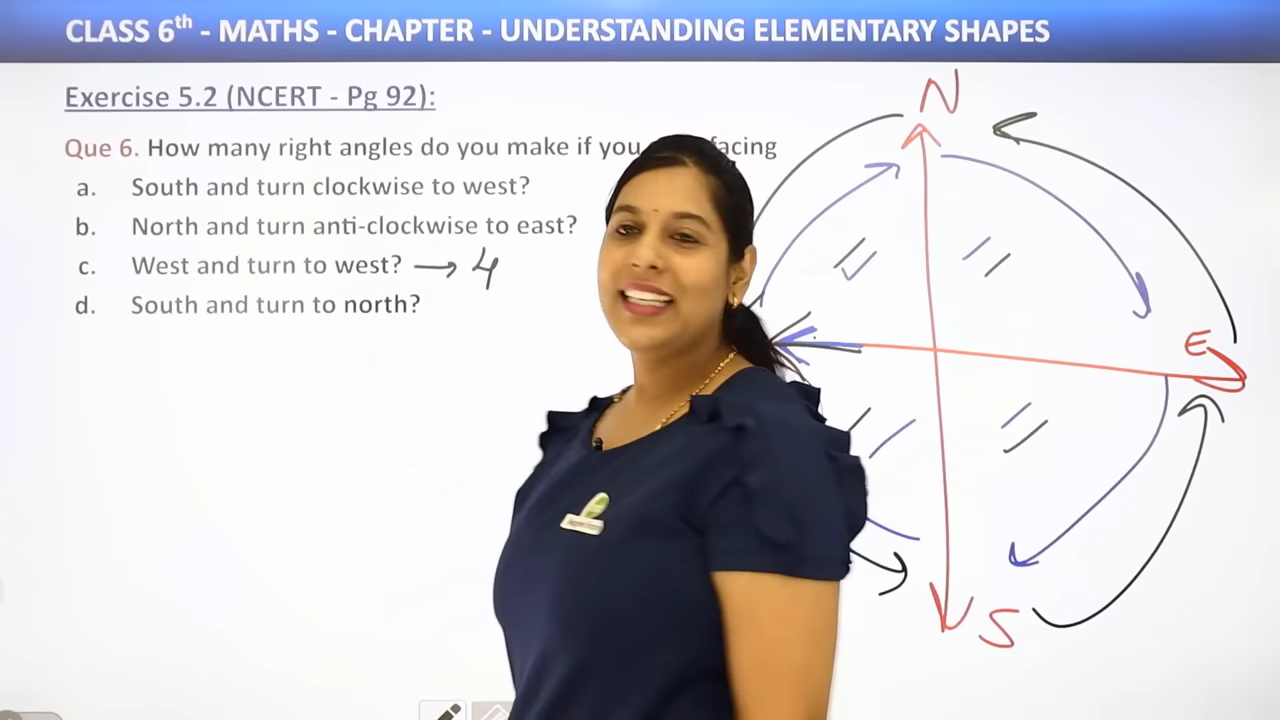 CLASS 6th - MATHS - CHAPTER - UNDERSTANDING ELEMENTARY SHAPES
Exercise 5.2 (NCERT - Pg 92):
Que 6. How many right angles do you make if you facing
a. South and turn clockwise to west?
b. North and turn anti-clockwise to east?
c. West and turn to west? → 4
d. South and turn to north?
N
E
S